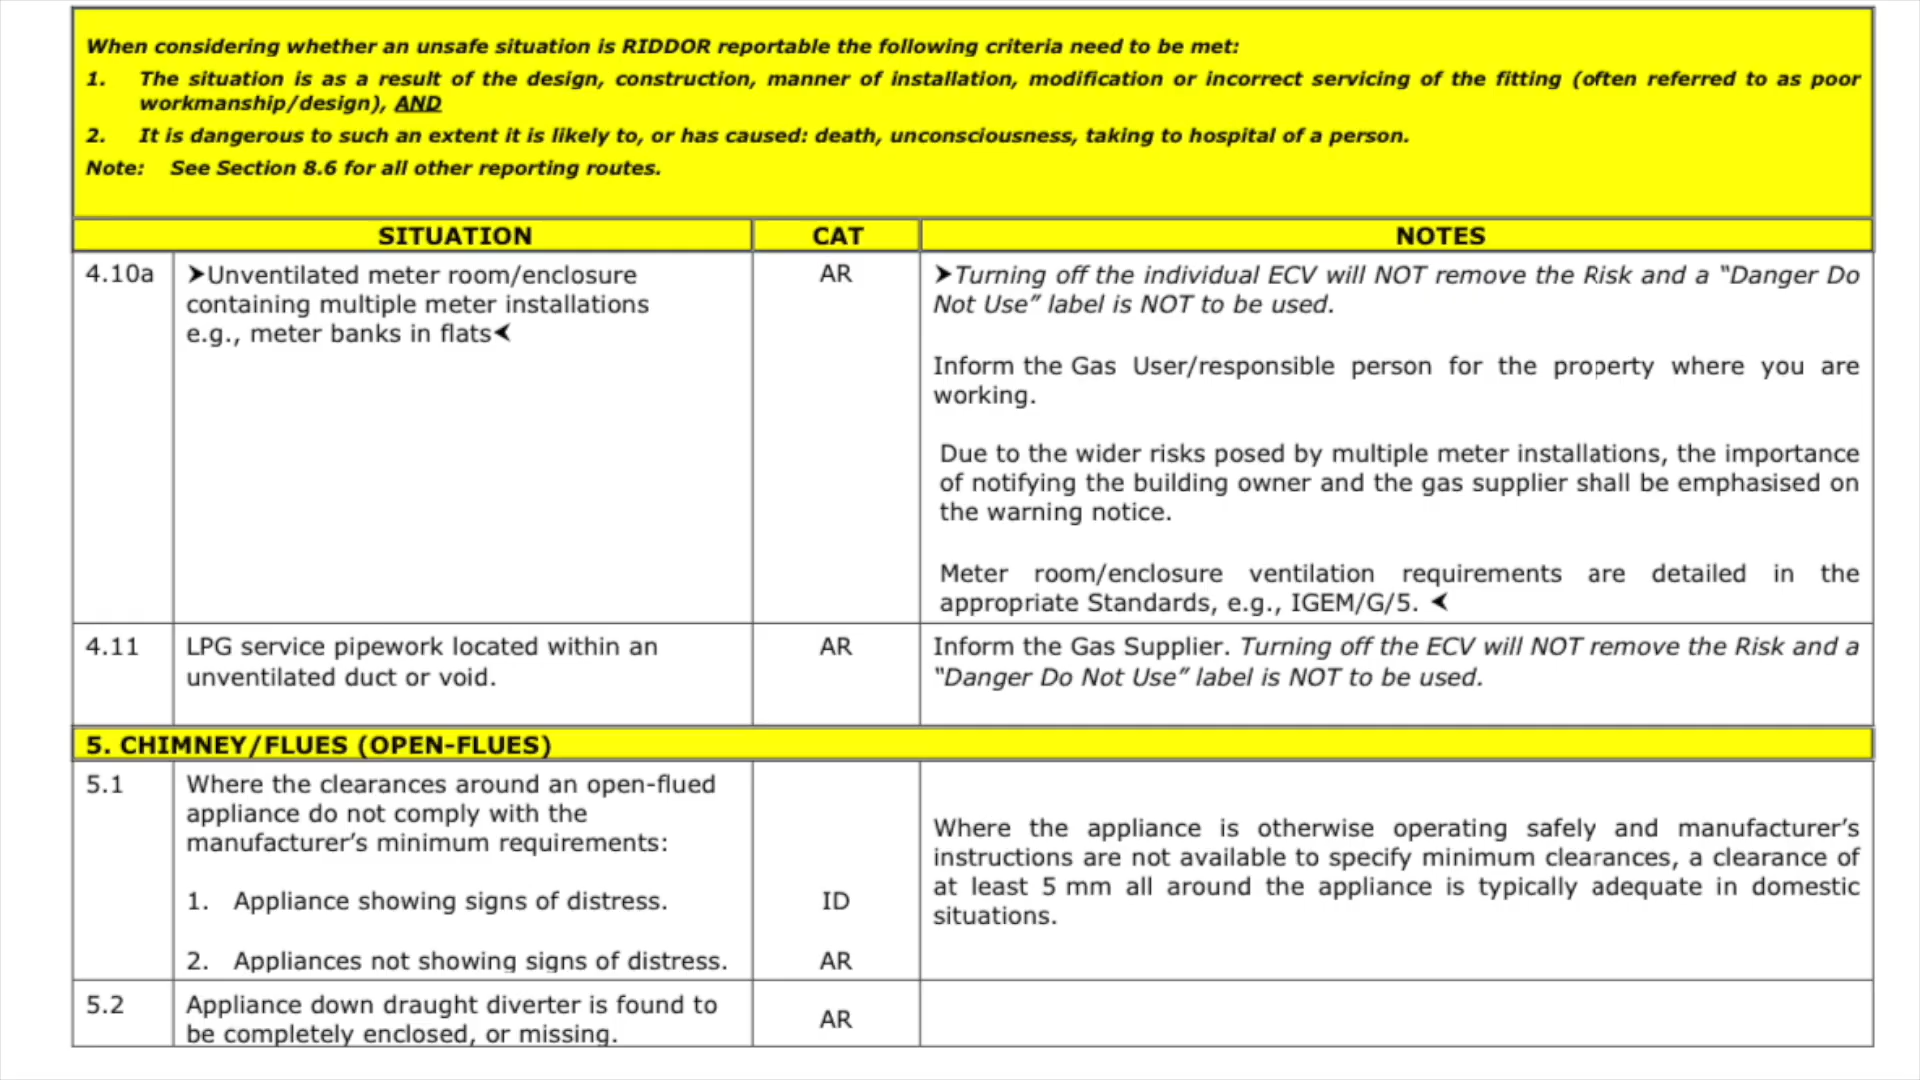 When considering whether an unsafe situation is RIDDOR reportable the following criteria need to be met:
1. The situation is as a result of the design, construction, manner of installation, modification or incorrect servicing of the fitting (often referred to as poor
workmanship/design), AND
2. It is dangerous to such an extent it is likely to, or has caused: death, unconsciousness, taking to hospital of a person.
Note: See Section 8.6 for all other reporting routes.
SITUATION CAT NOTES
4.10a ➤Unventilated meter room/enclosure
containing multiple meter installations
e.g., meter banks in flats⮜
AR
➤Turning off the individual ECV will NOT remove the Risk and a “Danger Do
Not Use” label is NOT to be used.
Inform the Gas User/responsible person for the property where you are
working.
Due to the wider risks posed by multiple meter installations, the importance
of notifying the building owner and the gas supplier shall be emphasised on
the warning notice.
Meter room/enclosure ventilation requirements are detailed in the
appropriate Standards, e.g., IGEM/G/5. ⮜
4.11 LPG service pipework located within an
unventilated duct or void.
AR
Inform the Gas Supplier. Turning off the ECV will NOT remove the Risk and a
“Danger Do Not Use” label is NOT to be used.
5. CHIMNEY/FLUES (OPEN-FLUES)
5.1 Where the clearances around an open-flued
appliance do not comply with the
manufacturer’s minimum requirements:
1. Appliance showing signs of distress. ID
2. Appliances not showing signs of distress. AR
Where the appliance is otherwise operating safely and manufacturer’s
instructions are not available to specify minimum clearances, a clearance of
at least 5 mm all around the appliance is typically adequate in domestic
situations.
5.2 Appliance down draught diverter is found to
be completely enclosed, or missing.
AR